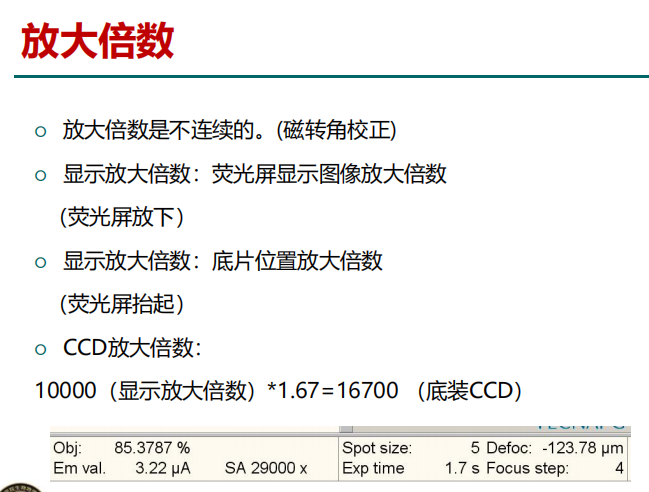 放大倍数
放大倍数是不连续的。(磁转角校正)
显示放大倍数：荧光屏显示图像放大倍数
（荧光屏放下）
显示放大倍数：底片位置放大倍数
（荧光屏抬起）
CCD放大倍数：
10000（显示放大倍数）*1.67=16700 （底装CCD）
Obj: 85.3787 % Spot size: 5 Defoc: -123.78 µm
Em val. 3.22 µA SA 29000 x Exp time 1.7 s Focus step: 4